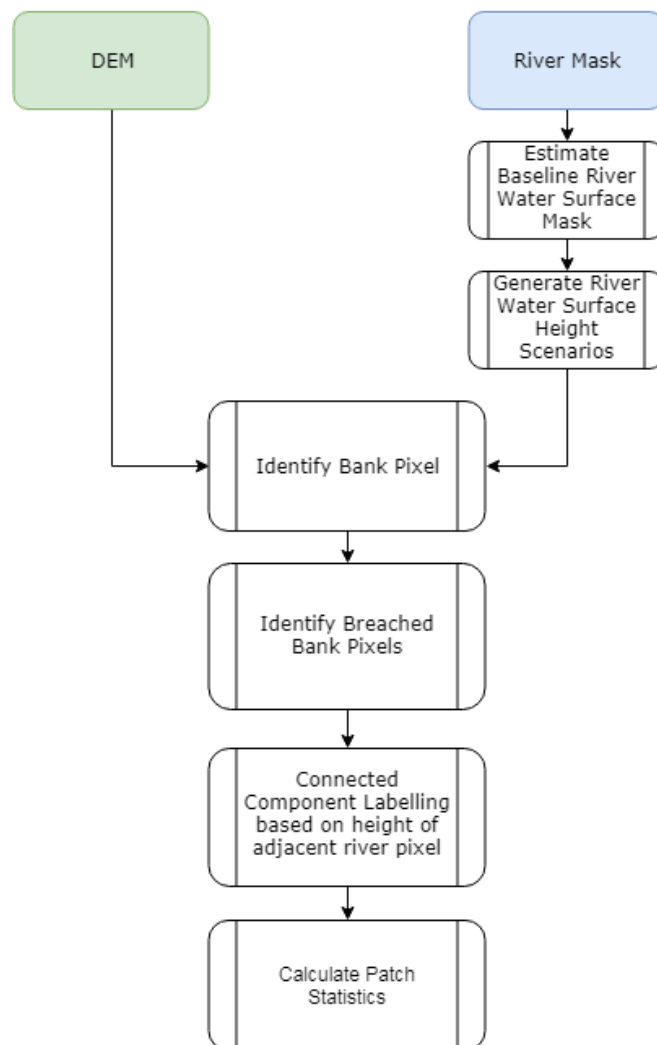 DEM
River Mask
Estimate
Baseline River
Water Surface
Mask
Generate River
Water Surface
Height
Scenarios
Identify Bank Pixel
Identify Breached
Bank Pixels
Connected
Component Labelling
based on height of
adjacent river pixel
Calculate Patch
Statistics